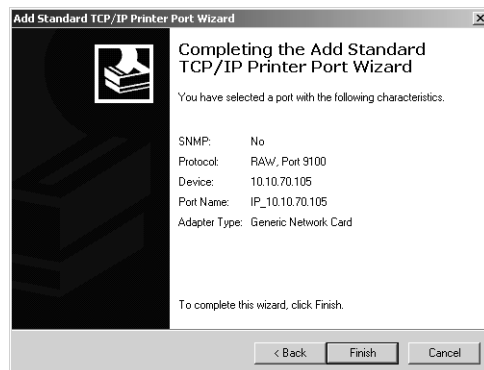 Add Standard TCP/IP Printer Port Wizard
Completing the Add Standard
TCP/IP Printer Port Wizard
You have selected a port with the following characteristics.
SNMP: No
Protocol: RAW, Port 9100
Device: 10.10.70.105
Port Name: IP_10.10.70.105
Adapter Type: Generic Network Card
To complete this wizard, click Finish.
< Back Finish Cancel